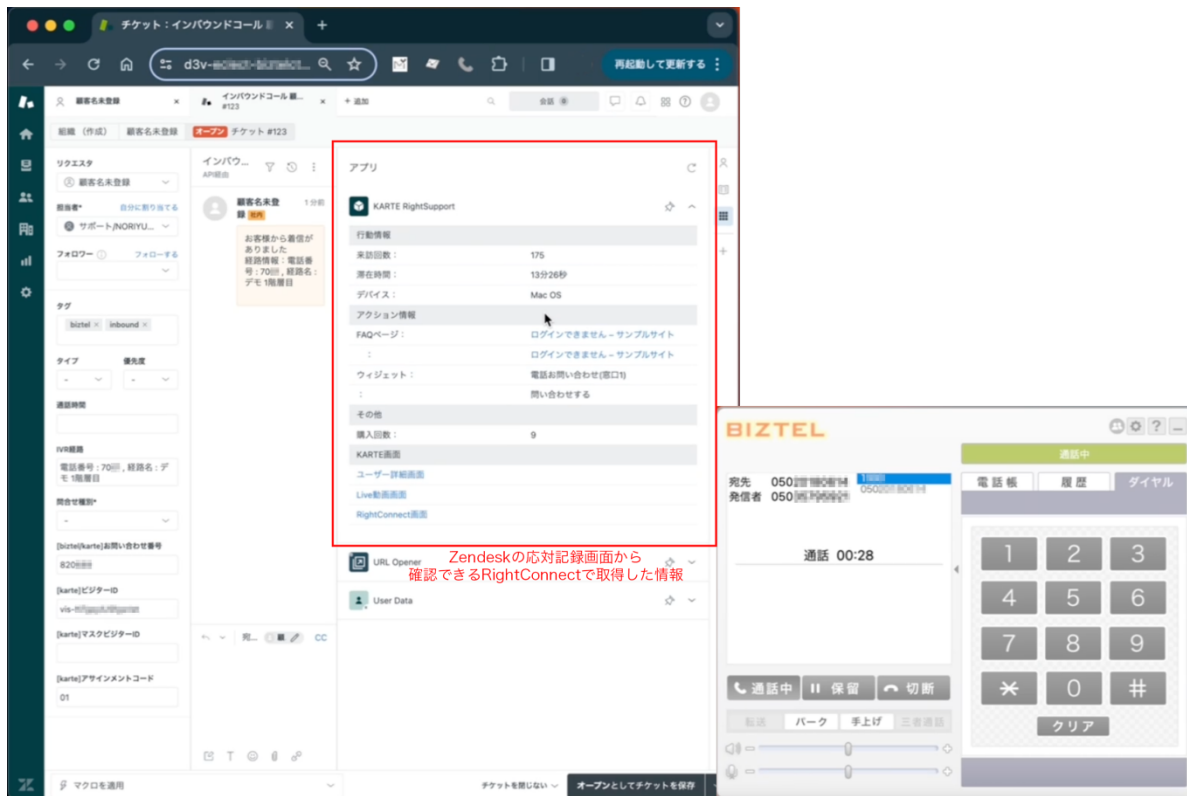 チケット：インバウンドコール
d3v-
再起動して更新する
顧客名未登録
インバウンドコール 顧...
#123
+ 追加
会話
組織 （作成）
顧客名未登録
オープン チケット #123
リクエスタ
顧客名未登録
担当者*
自分に割り当てる
サポート/NORIYU...
フォロワー
フォローする
タグ
biztel ×
inbound ×
タイプ
優先度
-
-
通話時間
IVR経路
電話番号 : 70 , 経路名 : デ
モ 1階層目
問合せ種別*
-
[biztel/karte]お問い合わせ番号
820
[karte]ビジターID
vis-
[karte]マスクビジターID
[karte]アサインメントコード
01
マクロを適用
インバウ...
API経由
顧客名未登
録 社内
1 分前
お客様から着信が
ありました
経路情報：電話番
号 : 70 , 経路名 :
デモ 1階層目
宛...
CC
アプリ
KARTE RightSupport
行動情報
来訪回数：
175
滞在時間：
13分26秒
デバイス：
Mac OS
アクション情報
FAQページ：
ログインできません – サンプルサイト
：
ログインできません – サンプルサイト
ウィジェット：
電話お問い合わせ(窓口1)
:
問い合わせする
その他
購入回数：
9
KARTE画面
ユーザー詳細画面
Live動画画面
RightConnect画面
URL Opener
Zendeskの応対記録画面から
確認できるRightConnectで取得した情報
User Data
チケットを閉じない
オープンとしてチケットを保存
BIZTEL
宛先 050
発信者 050
通話 00:28
通話中
保留
切断
転送
パーク
手上げ
三者通話
通話中
電話帳
履歴
ダイヤル
1
2
3
4
5
6
7
8
9
*
0
#
クリア